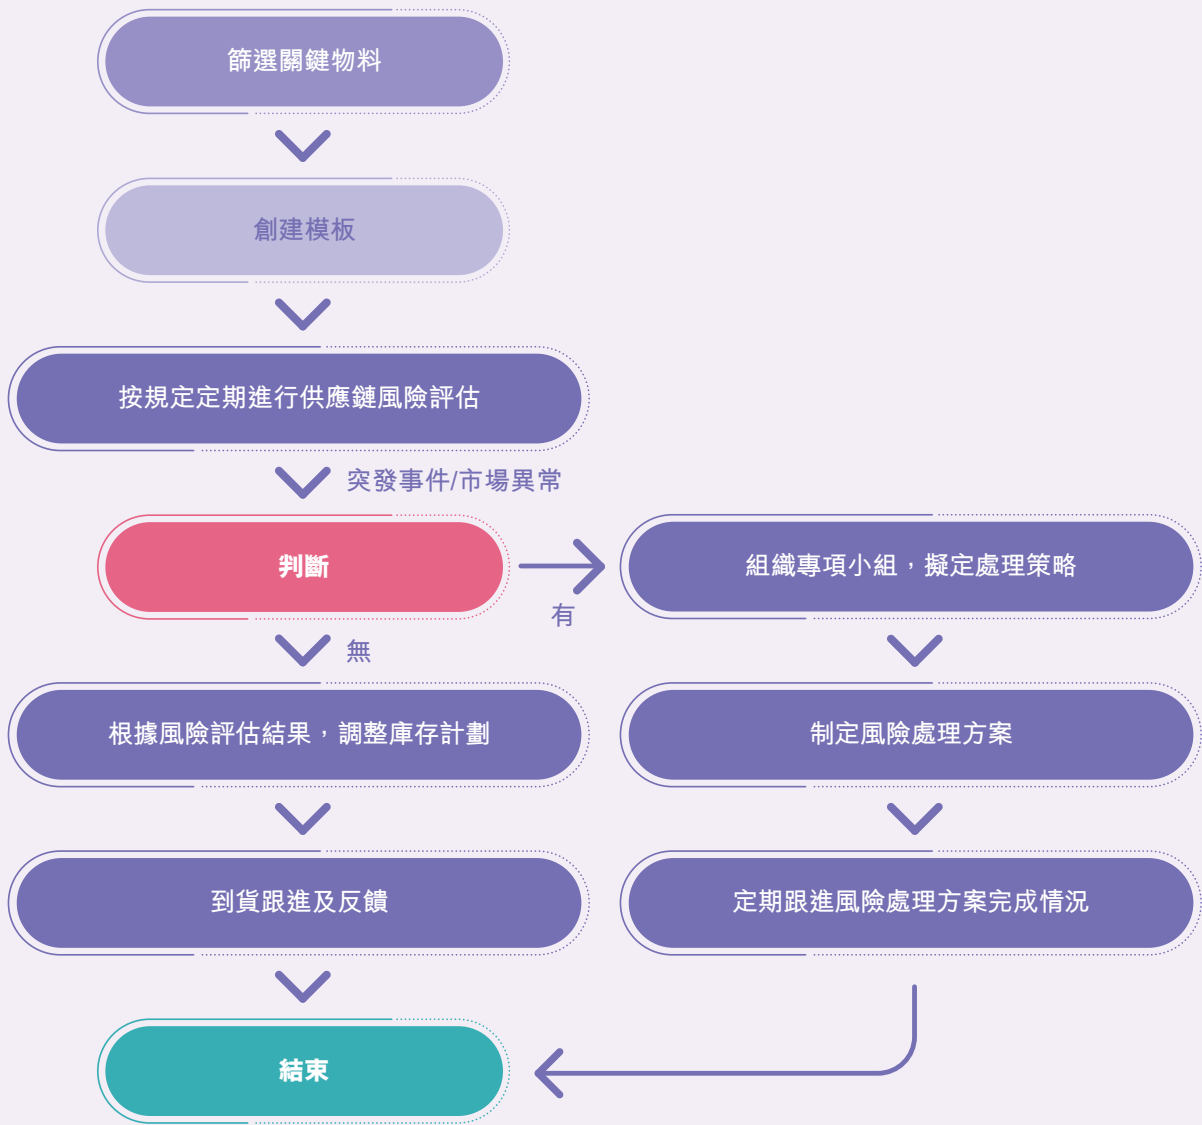 篩選關鍵物料
創建模板
按規定定期進行供應鏈風險評估
突發事件/市場異常
判斷
有
無
組織專項小組，擬定處理策略
根據風險評估結果，調整庫存計劃
制定風險處理方案
到貨跟進及反饋
定期跟進風險處理方案完成情況
結束